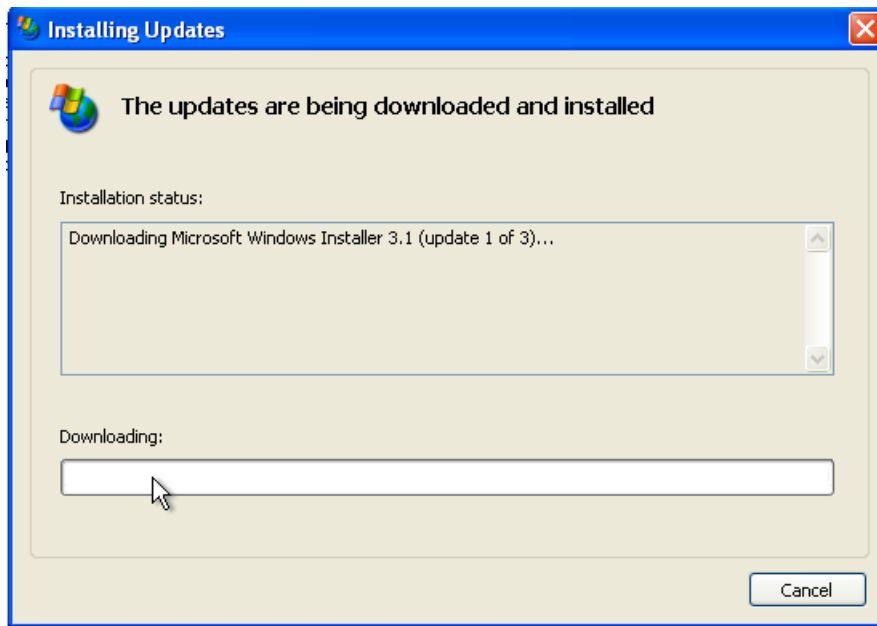 Installing Updates
The updates are being downloaded and installed
Installation status:
Downloading Microsoft Windows Installer 3.1 (update 1 of 3)...
Downloading:
Cancel